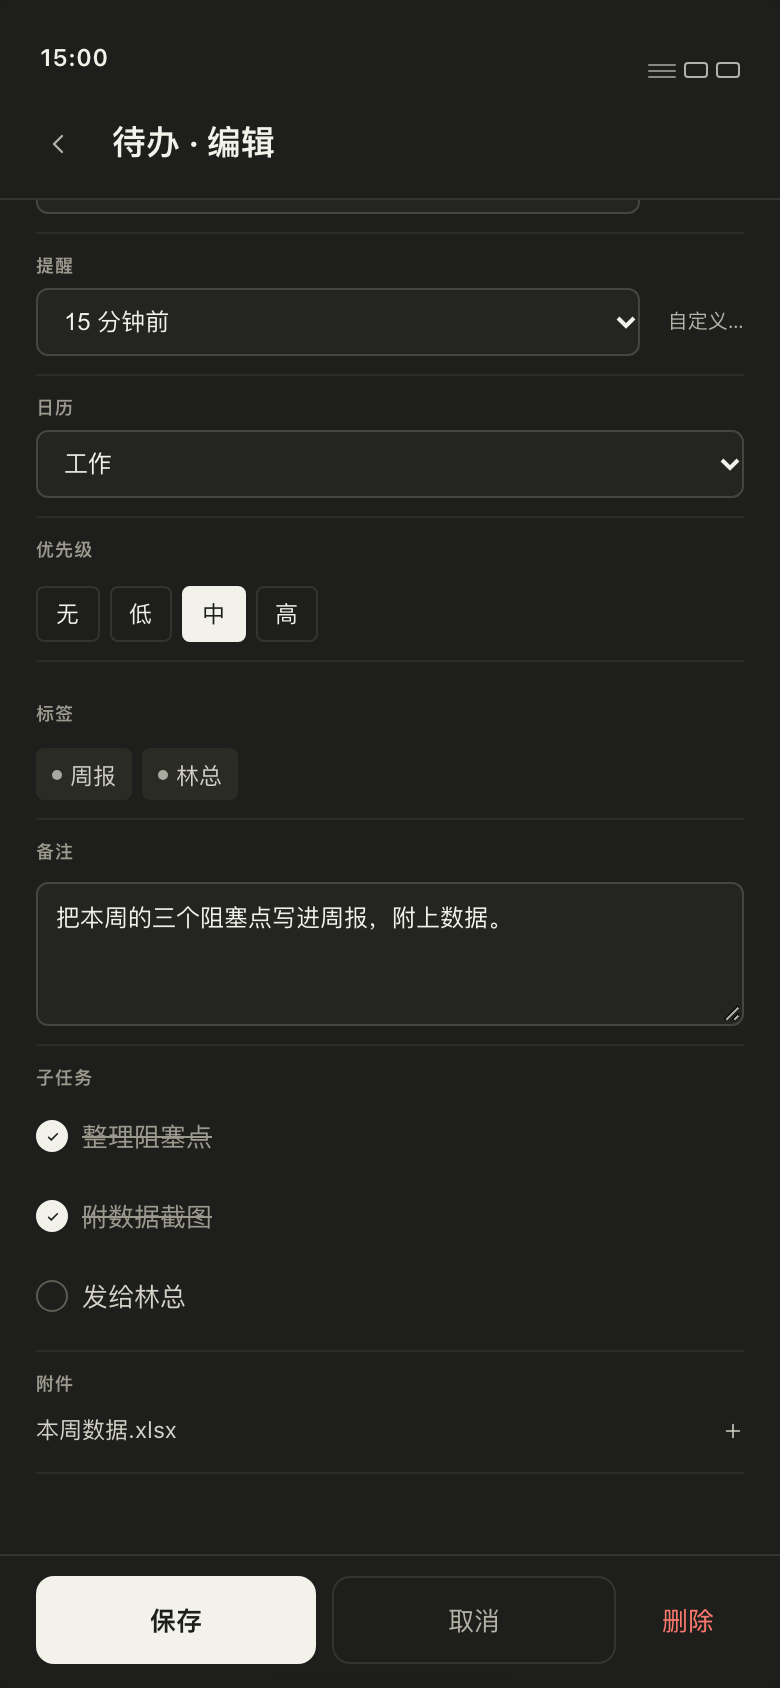 15:00
待办 · 编辑
提醒
15 分钟前
自定义...
日历
工作
优先级
无 低 中 高
标签
周报 林总
备注
把本周的三个阻塞点写进周报，附上数据。
子任务
整理阻塞点
附数据截图
发给林总
附件
本周数据.xlsx +
保存 取消 删除